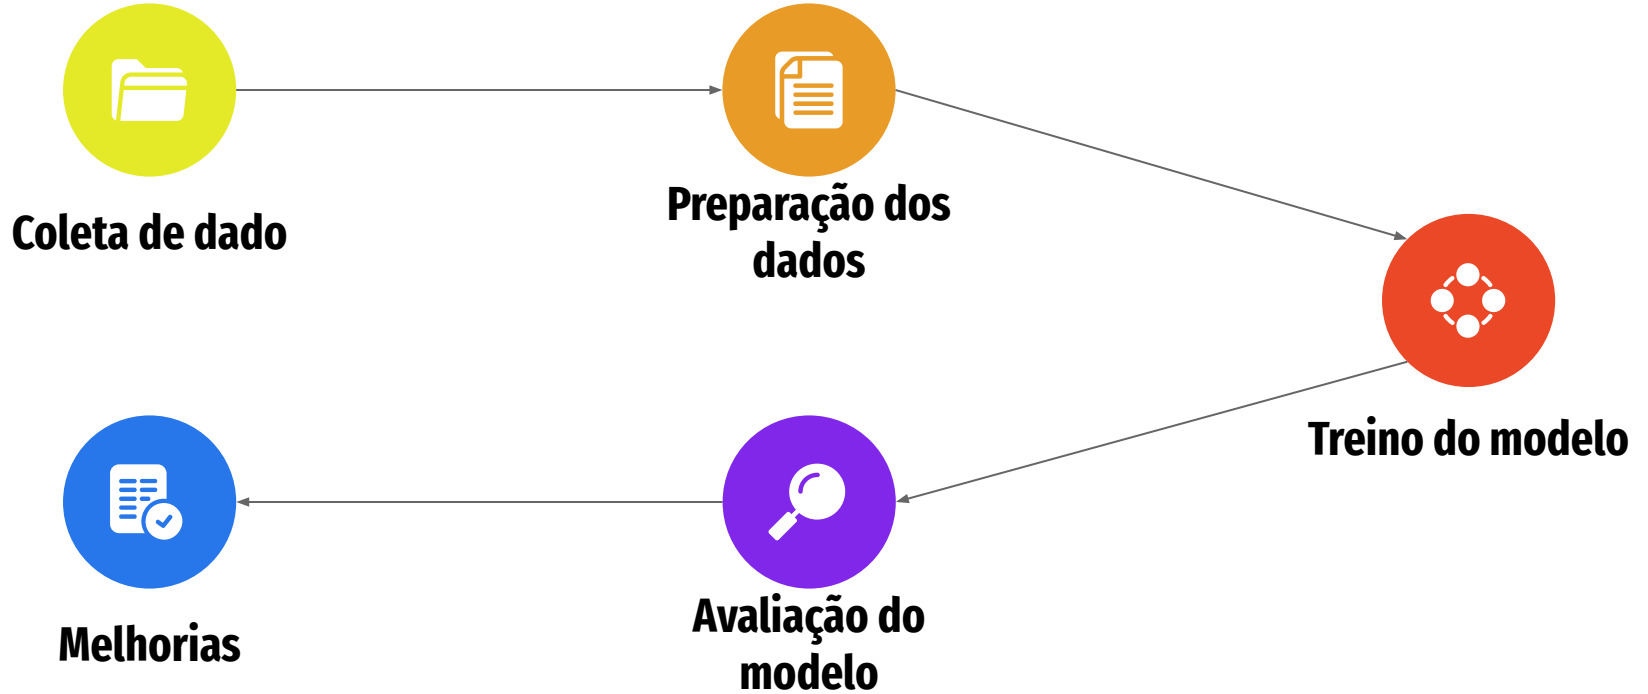 Coleta de dado
Preparação dos
dados
Treino do modelo
Avaliação do
modelo
Melhorias